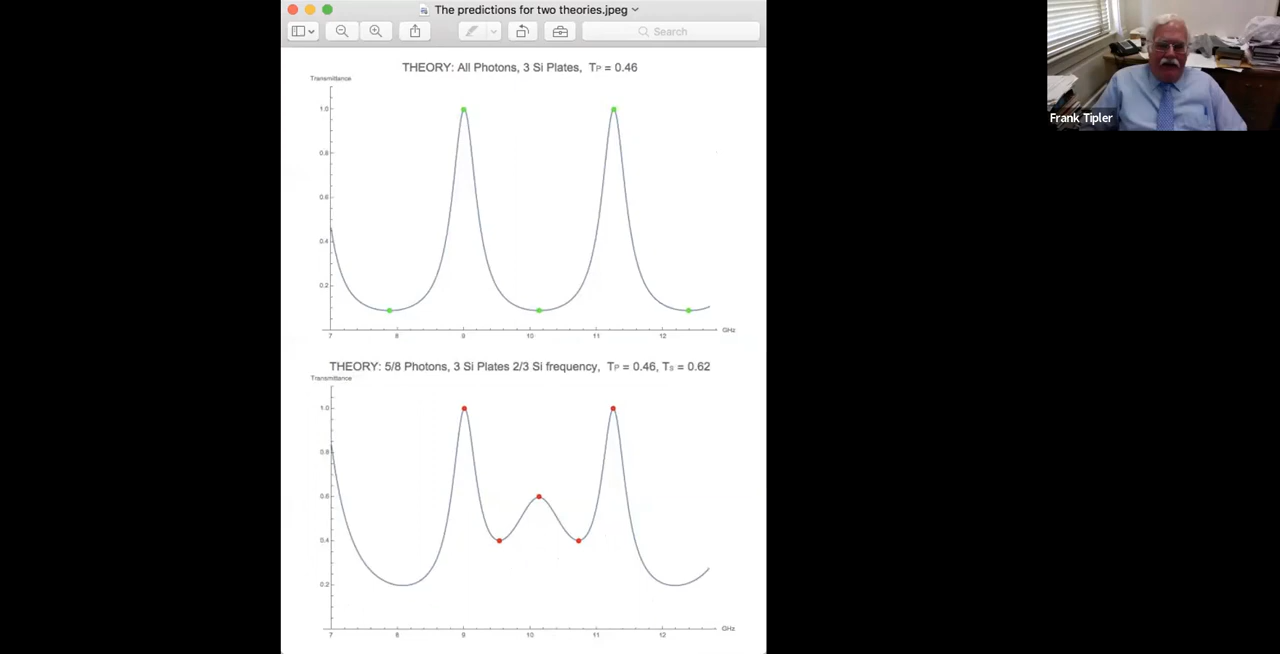 The predictions for two theories.jpeg
Search
THEORY: All Photons, 3 Si Plates, TP = 0.46
Transmittance
1.0
0.8
0.6
0.4
0.2
7 8 9 10 11 12 GHz
THEORY: 5/8 Photons, 3 Si Plates 2/3 Si frequency, TP = 0.46, TS = 0.62
Transmittance
1.0
0.8
0.6
0.4
0.2
7 8 9 10 11 12 GHz
Frank Tipler